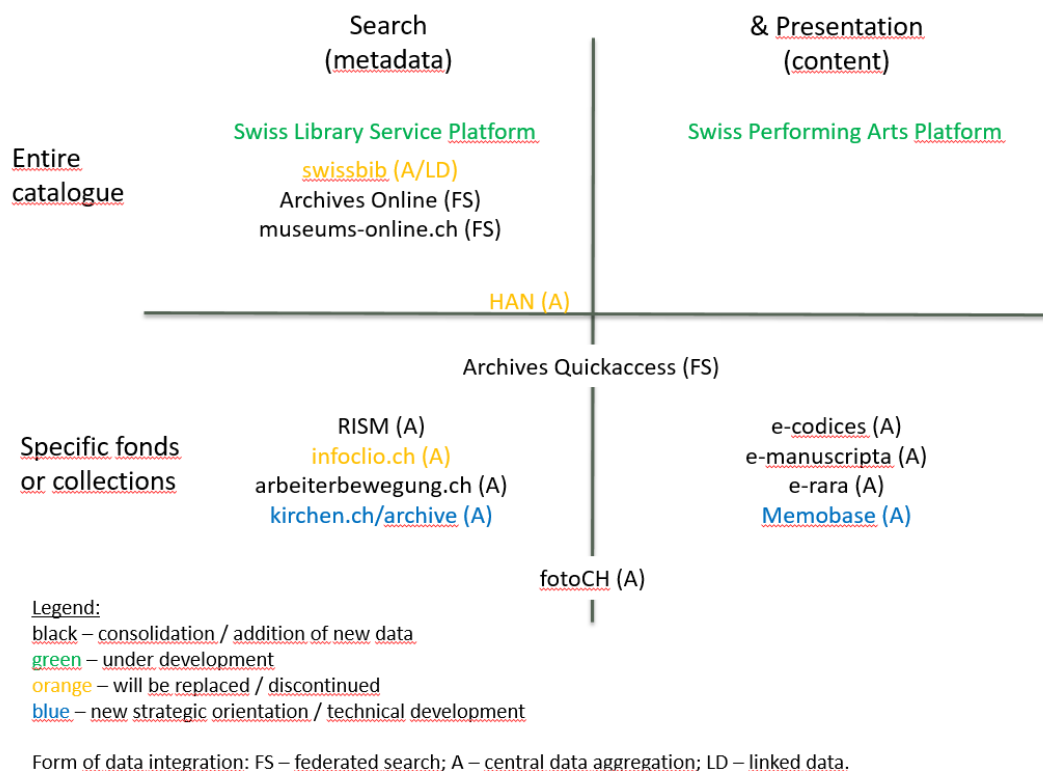 Search
(metadata)
& Presentation
(content)
Entire
catalogue
Swiss Library Service Platform
swissbib (A/LD)
Archives Online (FS)
museums-online.ch (FS)
Swiss Performing Arts Platform
HAN (A)
Archives Quickaccess (FS)
Specific fonds
or collections
RISM (A)
infoclio.ch (A)
arbeiterbewegung.ch (A)
kirchen.ch/archive (A)
e-codices (A)
e-manuscripta (A)
e-rara (A)
Memobase (A)
fotoCH (A)
Legend:
black – consolidation / addition of new data
green – under development
orange – will be replaced / discontinued
blue – new strategic orientation / technical development
Form of data integration: FS – federated search; A – central data aggregation; LD – linked data.